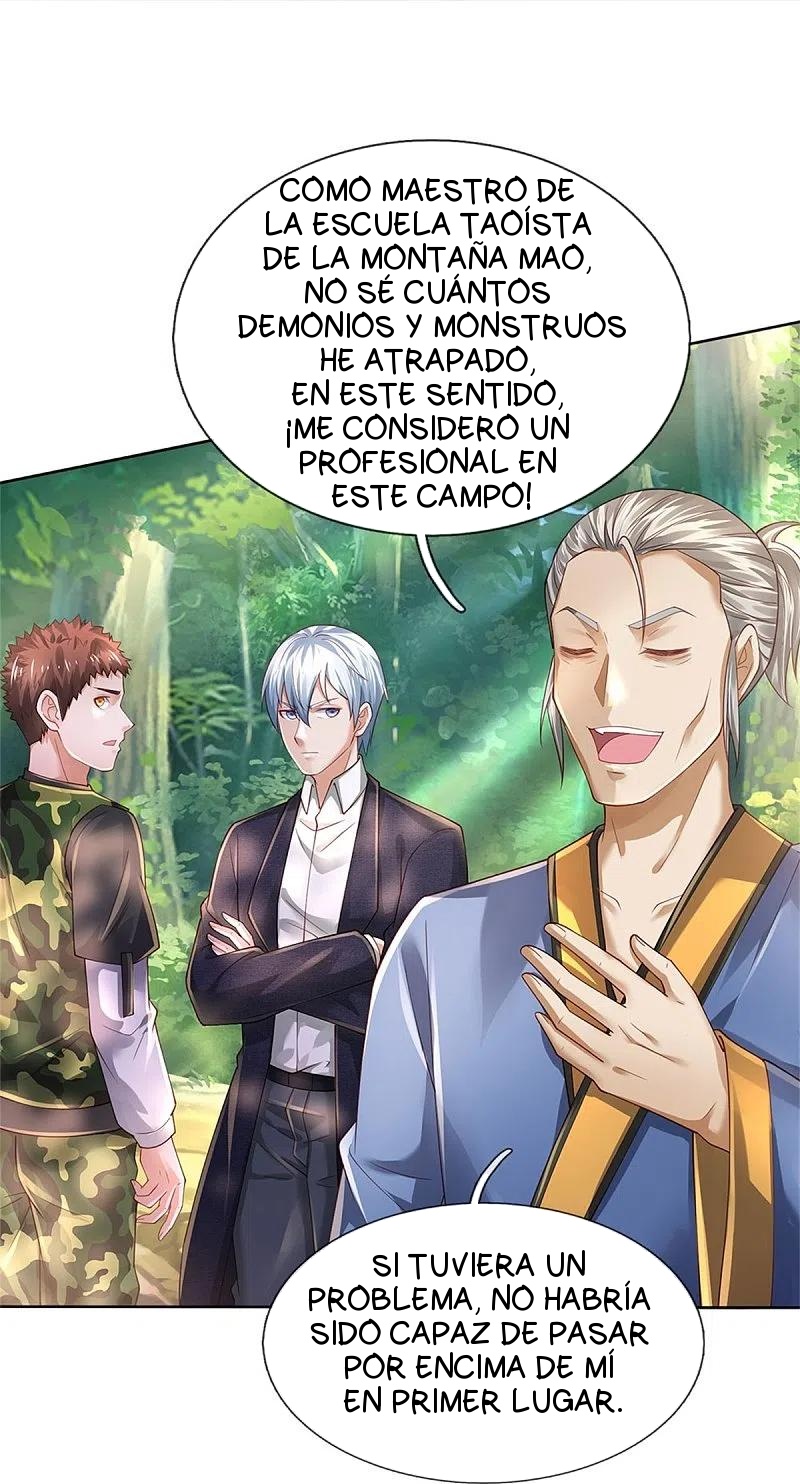 COMO MAESTRO DE
LA ESCUELA TAOÍSTA
DE LA MONTAÑA MAO,
NO SÉ CUÁNTOS
DEMONIOS Y MONSTRUOS
HE ATRAPADO,
EN ESTE SENTIDO,
¡ME CONSIDERO UN
PROFESIONAL EN
ESTE CAMPO!
SI TUVIERA UN
PROBLEMA, NO HABRÍA
SIDO CAPAZ DE PASAR
POR ENCIMA DE MÍ
EN PRIMER LUGAR.